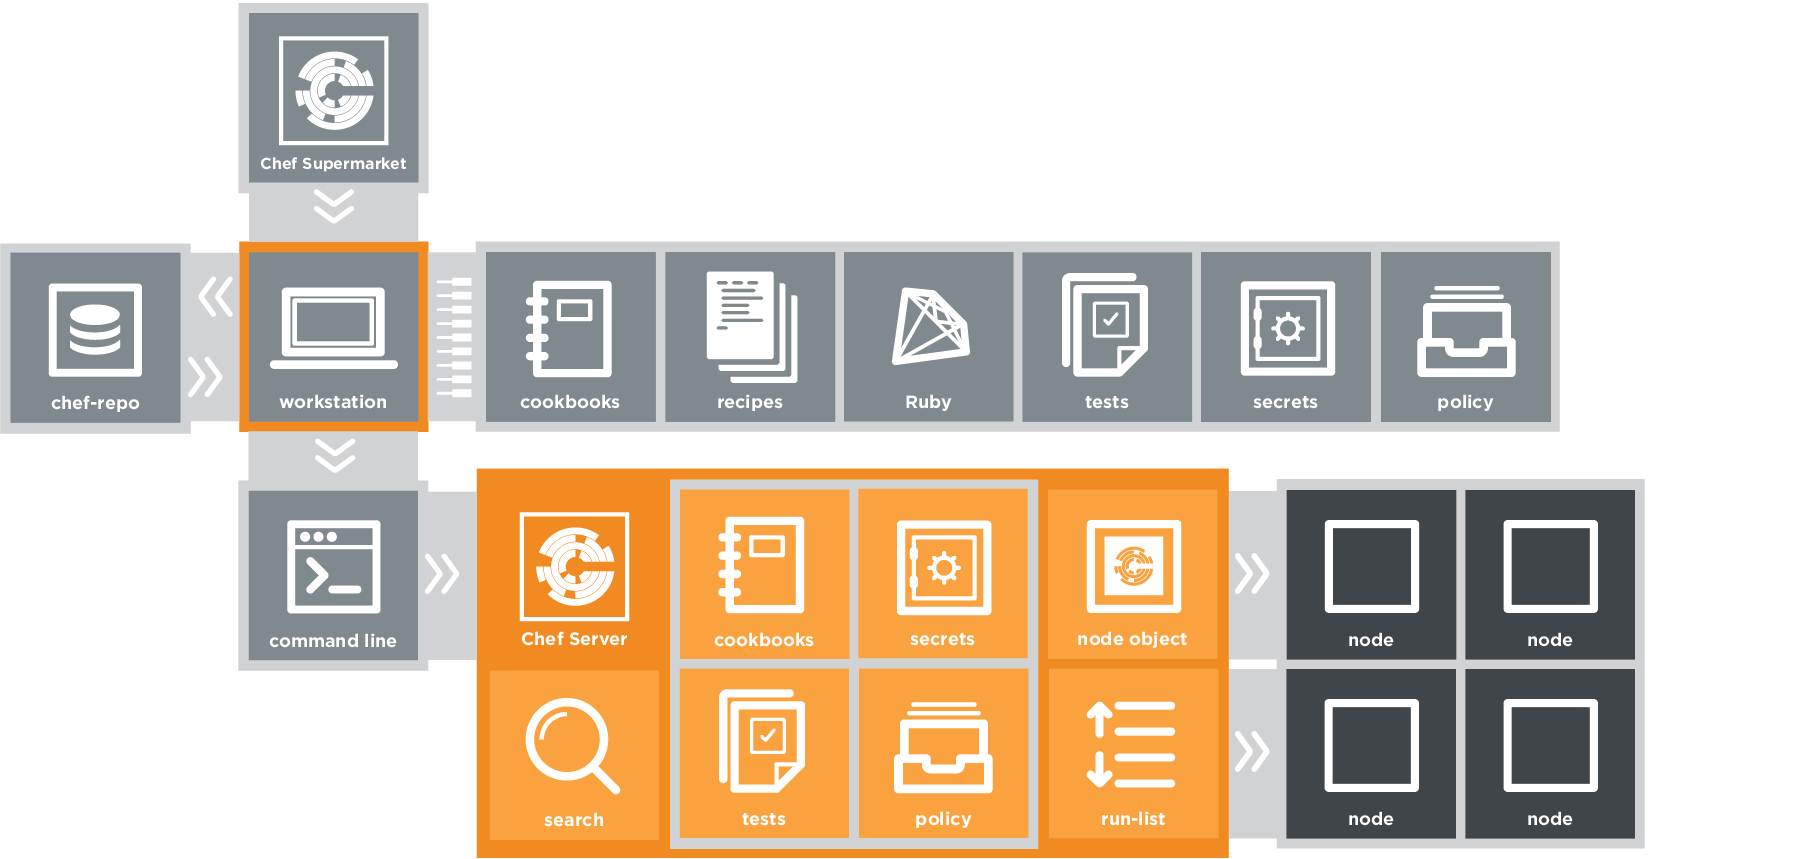 Chef Supermarket
chef-repo
workstation
cookbooks
recipes
Ruby
tests
secrets
policy
command line
Chef Server
cookbooks
secrets
node object
node
node
search
tests
policy
run-list
node
node